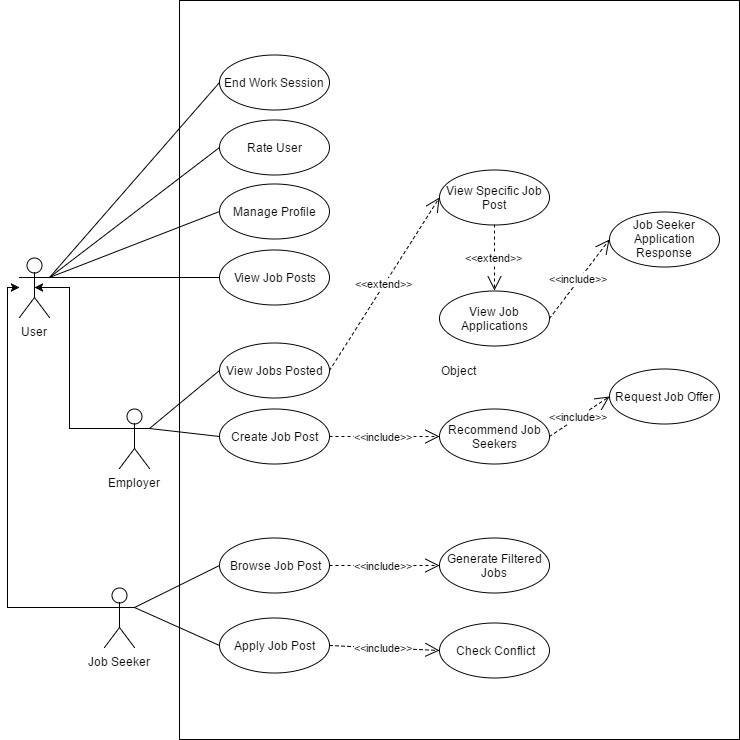 End Work Session
Rate User
Manage Profile
View Job Posts
User
View Specific Job
Post
<<extend>>
<<extend>>
Job Seeker
Application
Response
<<include>>
View Job
Applications
View Jobs Posted
Object
Create Job Post
<<include>>
Recommend Job
Seekers
<<include>>
Request Job Offer
Employer
Browse Job Post
<<include>>
Generate Filtered
Jobs
Apply Job Post
<<include>>
Check Conflict
Job Seeker